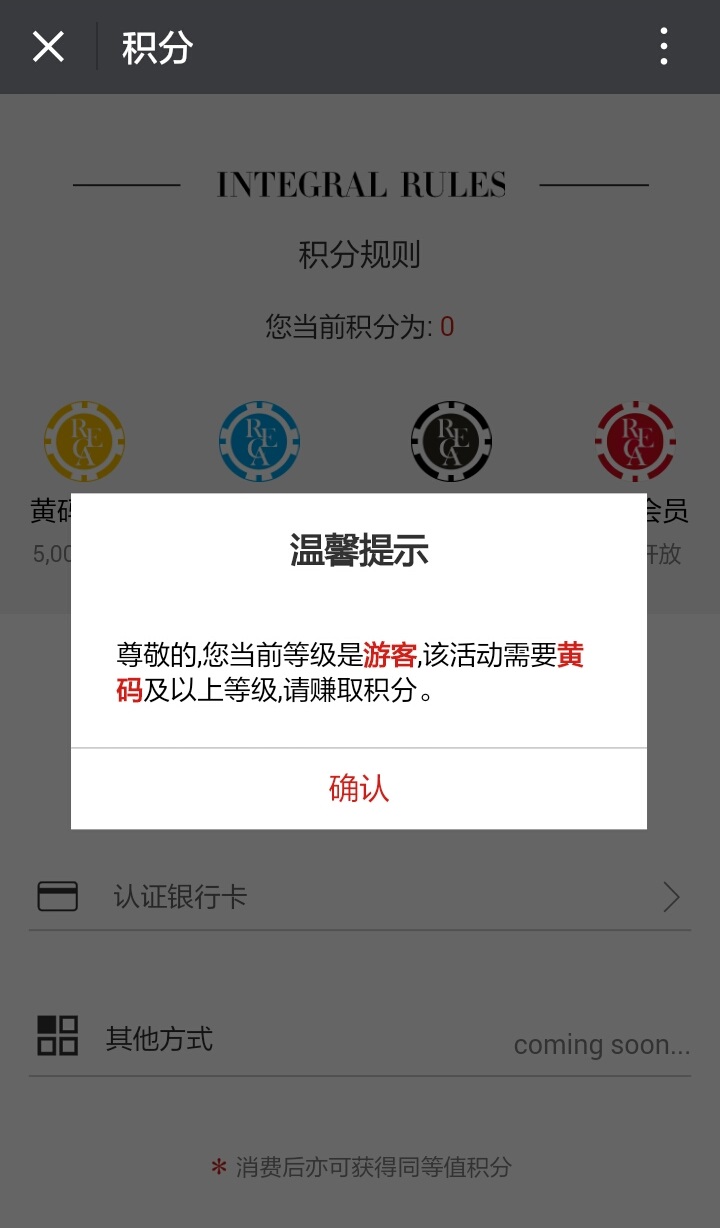 积分
INTEGRAL RULES
积分规则
您当前积分为: 0
RECA
RECA
RECA
RECA
黄码
会员
5,00
开放
温馨提示
尊敬的,您当前等级是游客,该活动需要黄
码及以上等级,请赚取积分。
确认
认证银行卡
其他方式
coming soon...
* 消费后亦可获得同等值积分